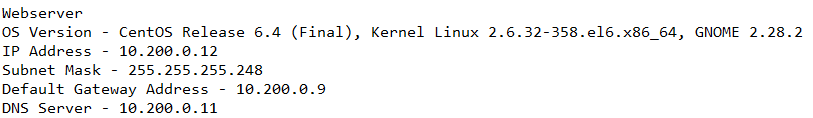 Webserver
OS Version - CentOS Release 6.4 (Final), Kernel Linux 2.6.32-358.el6.x86_64, GNOME 2.28.2
IP Address - 10.200.0.12
Subnet Mask - 255.255.255.248
Default Gateway Address - 10.200.0.9
DNS Server - 10.200.0.11